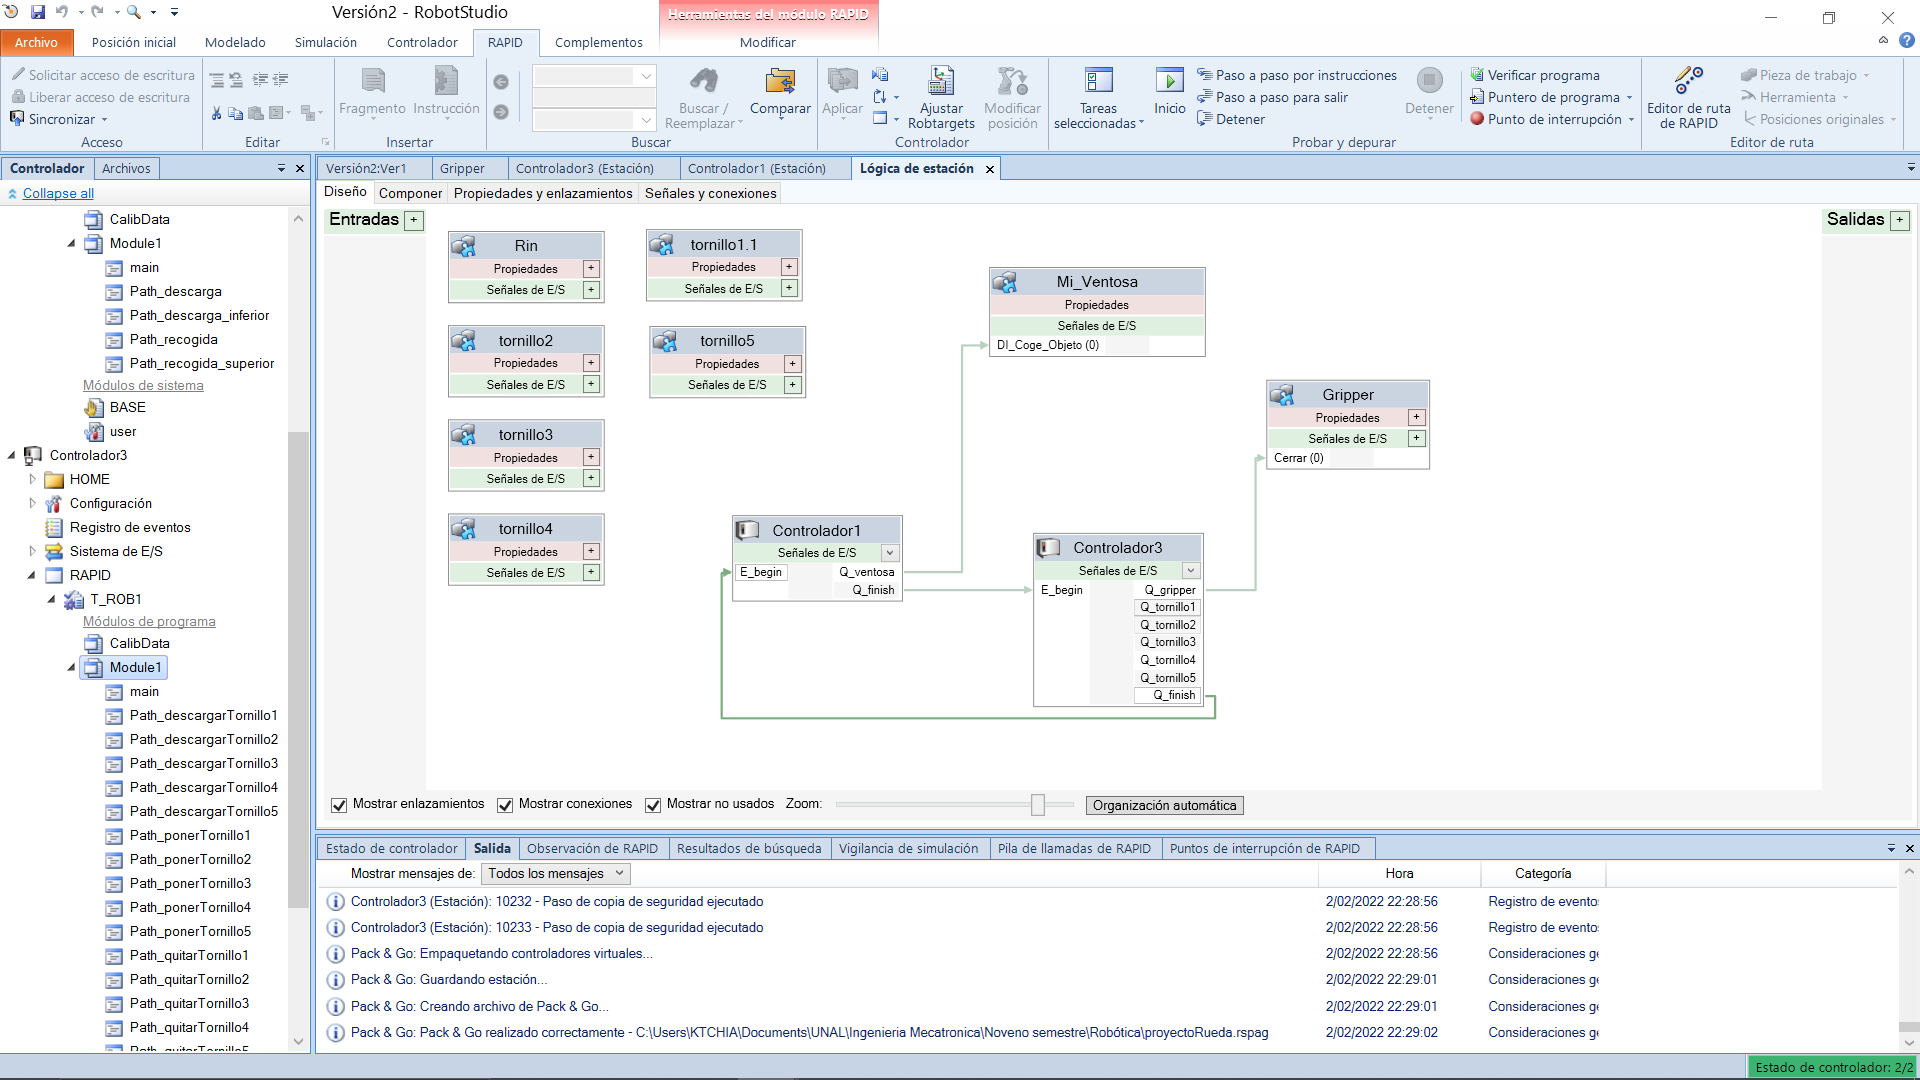 Versión2 - RobotStudio
Herramientas del módulo RAPID
Archivo
Posición inicial
Modelado
Simulación
Controlador
RAPID
Complementos
Modificar
Solicitar acceso de escritura
Liberar acceso de escritura
Sincronizar
Acceso
Editar
Fragmento
Instrucción
Insertar
Buscar / Reemplazar
Comparar
Buscar
Aplicar
Ajustar Robtargets
Modificar posición
Controlador
Tareas seleccionadas
Inicio
Paso a paso por instrucciones
Paso a paso para salir
Detener
Detener
Verificar programa
Puntero de programa
Punto de interrupción
Probar y depurar
Editor de ruta de RAPID
Pieza de trabajo
Herramienta
Posiciones originales
Editor de ruta
Controlador
Archivos
Collapse all
CalibData
Module1
main
Path_descarga
Path_descarga_inferior
Path_recogida
Path_recogida_superior
Módulos de sistema
BASE
user
Controlador3
HOME
Configuración
Registro de eventos
Sistema de E/S
RAPID
T_ROB1
Módulos de programa
CalibData
Module1
main
Path_descargarTornillo1
Path_descargarTornillo2
Path_descargarTornillo3
Path_descargarTornillo4
Path_descargarTornillo5
Path_ponerTornillo1
Path_ponerTornillo2
Path_ponerTornillo3
Path_ponerTornillo4
Path_ponerTornillo5
Path_quitarTornillo1
Path_quitarTornillo2
Path_quitarTornillo3
Path_quitarTornillo4
Versión2:Ver1
Gripper
Controlador3 (Estación)
Controlador1 (Estación)
Lógica de estación
Diseño
Componer
Propiedades y enlazamientos
Señales y conexiones
Entradas +
Salidas +
Rin
Propiedades +
Señales de E/S +
tornillo1.1
Propiedades +
Señales de E/S +
tornillo2
Propiedades +
Señales de E/S +
tornillo5
Propiedades +
Señales de E/S +
tornillo3
Propiedades +
Señales de E/S +
tornillo4
Propiedades +
Señales de E/S +
Mi_Ventosa
Propiedades
Señales de E/S
DI_Coge_Objeto (0)
Gripper
Propiedades +
Señales de E/S +
Cerrar (0)
Controlador1
Señales de E/S
E_begin Q_ventosa
Q_finish
Controlador3
Señales de E/S
E_begin Q_gripper
Q_tornillo1
Q_tornillo2
Q_tornillo3
Q_tornillo4
Q_tornillo5
Q_finish
Mostrar enlazamientos
Mostrar conexiones
Mostrar no usados
Zoom:
Organización automática
Estado de controlador
Salida
Observación de RAPID
Resultados de búsqueda
Vigilancia de simulación
Pila de llamadas de RAPID
Puntos de interrupción de RAPID
Mostrar mensajes de: Todos los mensajes
Hora
Categoría
Controlador3 (Estación): 10232 - Paso de copia de seguridad ejecutado 2/02/2022 22:28:56 Registro de evento
Controlador3 (Estación): 10233 - Paso de copia de seguridad ejecutado 2/02/2022 22:28:56 Registro de evento
Pack & Go: Empaquetando controladores virtuales... 2/02/2022 22:28:56 Consideraciones g
Pack & Go: Guardando estación... 2/02/2022 22:29:01 Consideraciones g
Pack & Go: Creando archivo de Pack & Go... 2/02/2022 22:29:01 Consideraciones g
Pack & Go: Pack & Go realizado correctamente - C:\Users\KTCHIA\Documents\UNAL\Ingenieria Mecatronica\Noveno semestre\Robótica\proyectoRueda.rspag 2/02/2022 22:29:02 Consideraciones g
Estado de controlador: 2/2